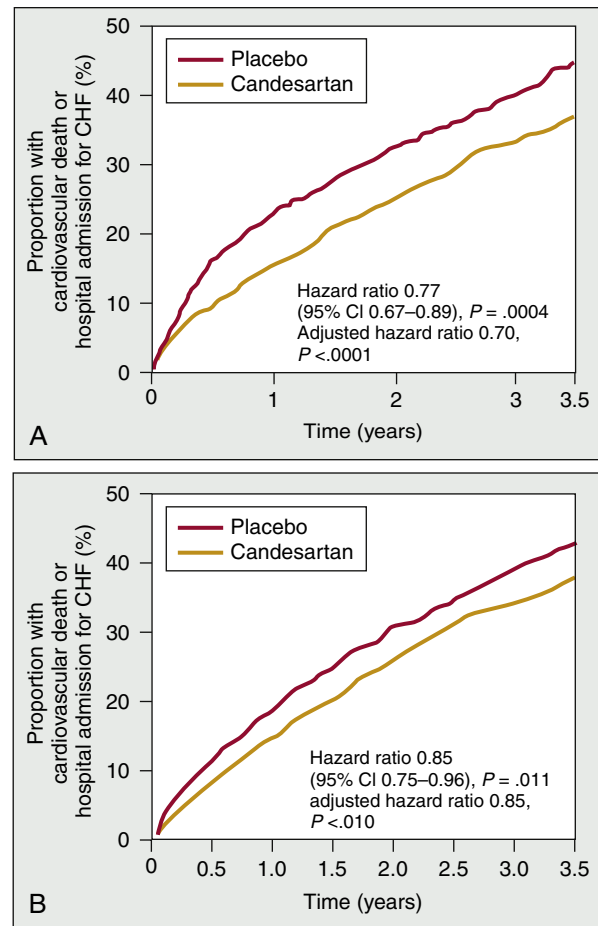 Proportion with
cardiovascular death or
hospital admission for CHF (%)
50
40
30
20
10
0
Placebo
Candesartan
Hazard ratio 0.77
(95% CI 0.67–0.89), P = .0004
Adjusted hazard ratio 0.70,
P <.0001
0 1 2 3 3.5
Time (years)
A
Proportion with
cardiovascular death or
hospital admission for CHF (%)
50
40
30
20
10
0
Placebo
Candesartan
Hazard ratio 0.85
(95% CI 0.75–0.96), P = .011
adjusted hazard ratio 0.85,
P <.010
0 0.5 1.0 1.5 2.0 2.5 3.0 3.5
Time (years)
B